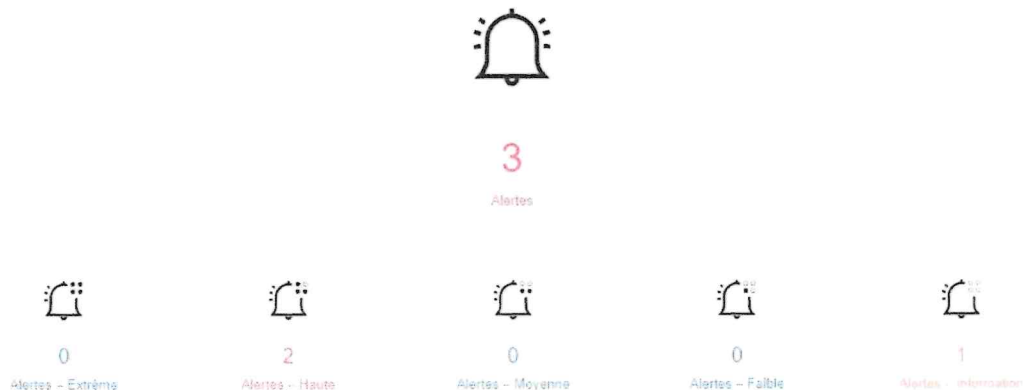 3
Alertes
0
Alertes – Extrême
2
Alertes - Haute
0
Alertes – Moyenne
0
Alertes – Faible
1
Alertes - Information